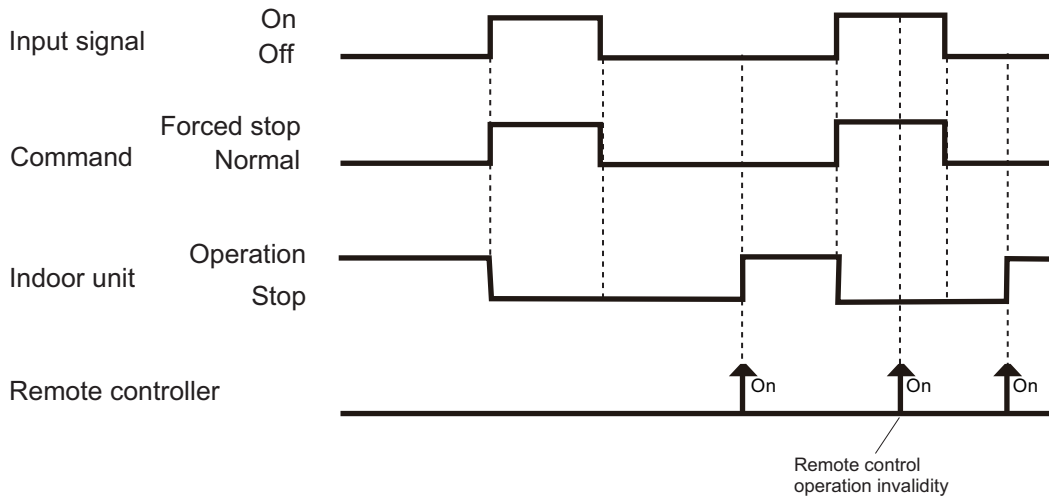 On
Input signal
Off
Forced stop
Command
Normal
Operation
Indoor unit
Stop
Remote controller
On
On
On
Remote control
operation invalidity